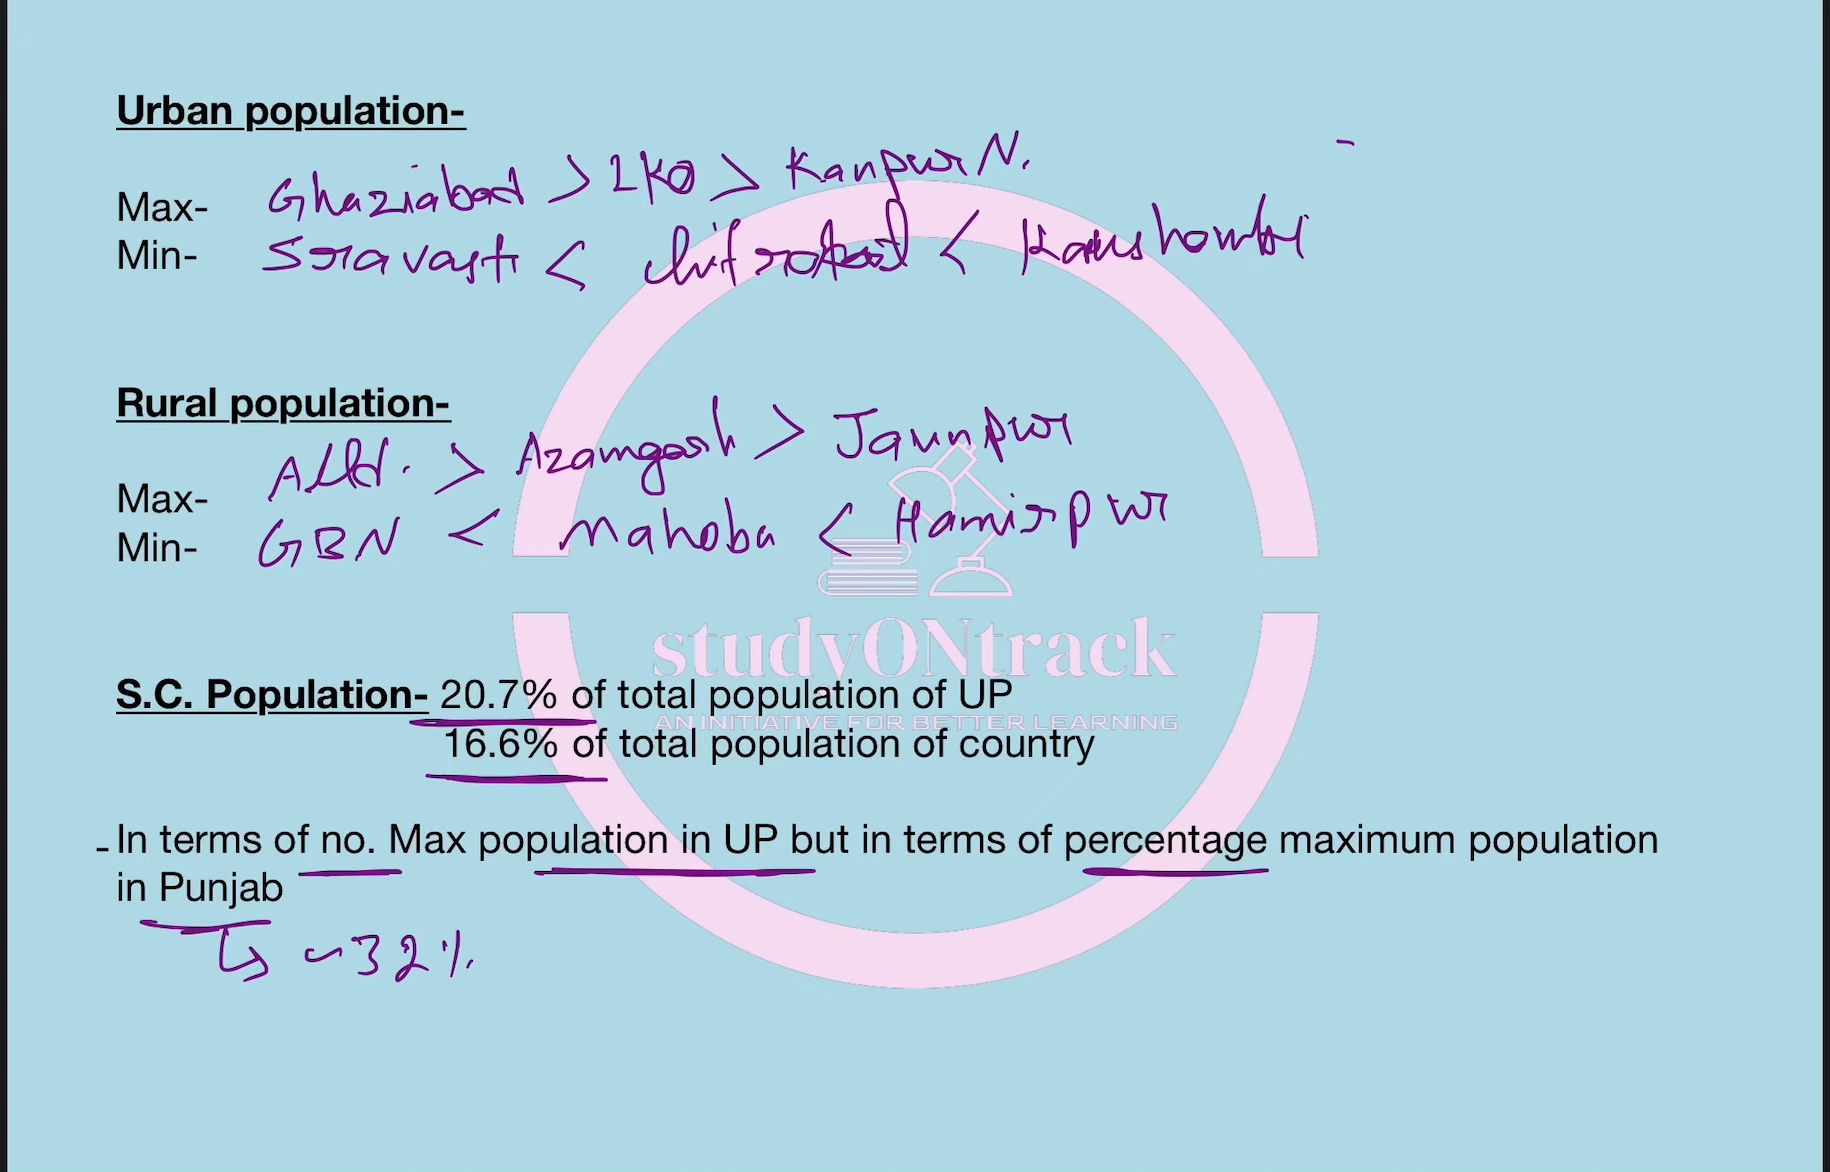 Urban population-
Max- Ghaziabad > LKO > Kanpur N.
Min- Sravasti < Chitrakoot < Kaushambi
Rural population-
Max- Alld. > Azamgarh > Jaunpur
Min- GBN < Mahoba < Hamirpur
studyONtrack
AN INITIATIVE FOR BETTER LEARNING
S.C. Population- 20.7% of total population of UP
16.6% of total population of country
- In terms of no. Max population in UP but in terms of percentage maximum population
in Punjab
↳ ~32%